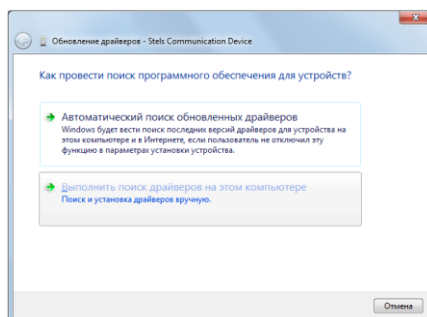 Обновление драйверов - Stels Communication Device
Как провести поиск программного обеспечения для устройств?
Автоматический поиск обновленных драйверов
Windows будет вести поиск последних версий драйверов для устройства на
этом компьютере и в Интернете, если пользователь не отключил эту
функцию в параметрах установки устройства.
Выполнить поиск драйверов на этом компьютере
Поиск и установка драйверов вручную.
Отмена